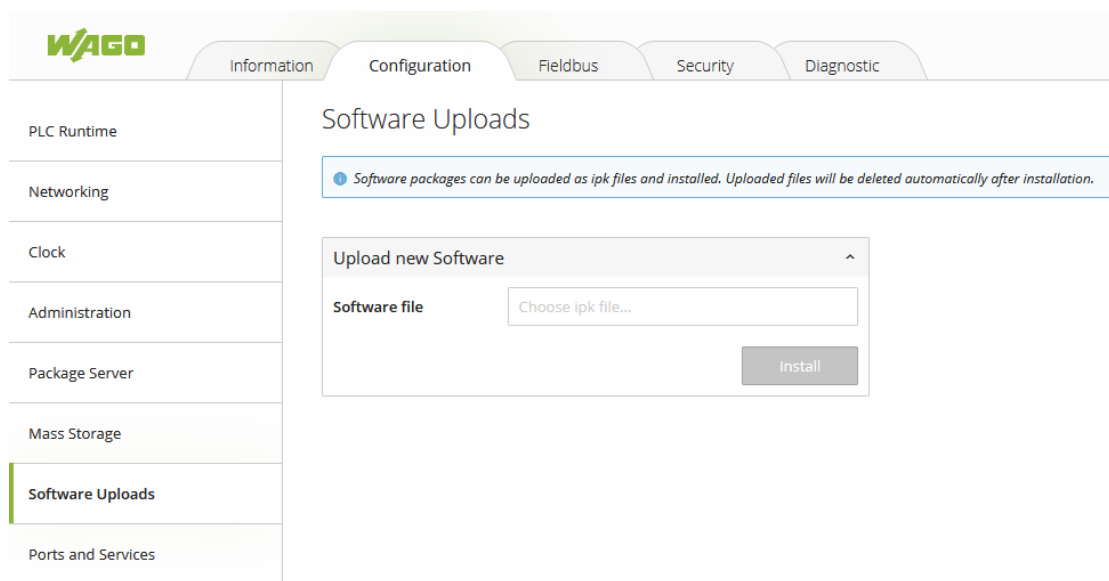 WAGO
Information
Configuration
Fieldbus
Security
Diagnostic
PLC Runtime
Networking
Clock
Administration
Package Server
Mass Storage
Software Uploads
Ports and Services
Software Uploads
Software packages can be uploaded as ipk files and installed. Uploaded files will be deleted automatically after installation.
Upload new Software
Software file
Choose ipk file...
Install